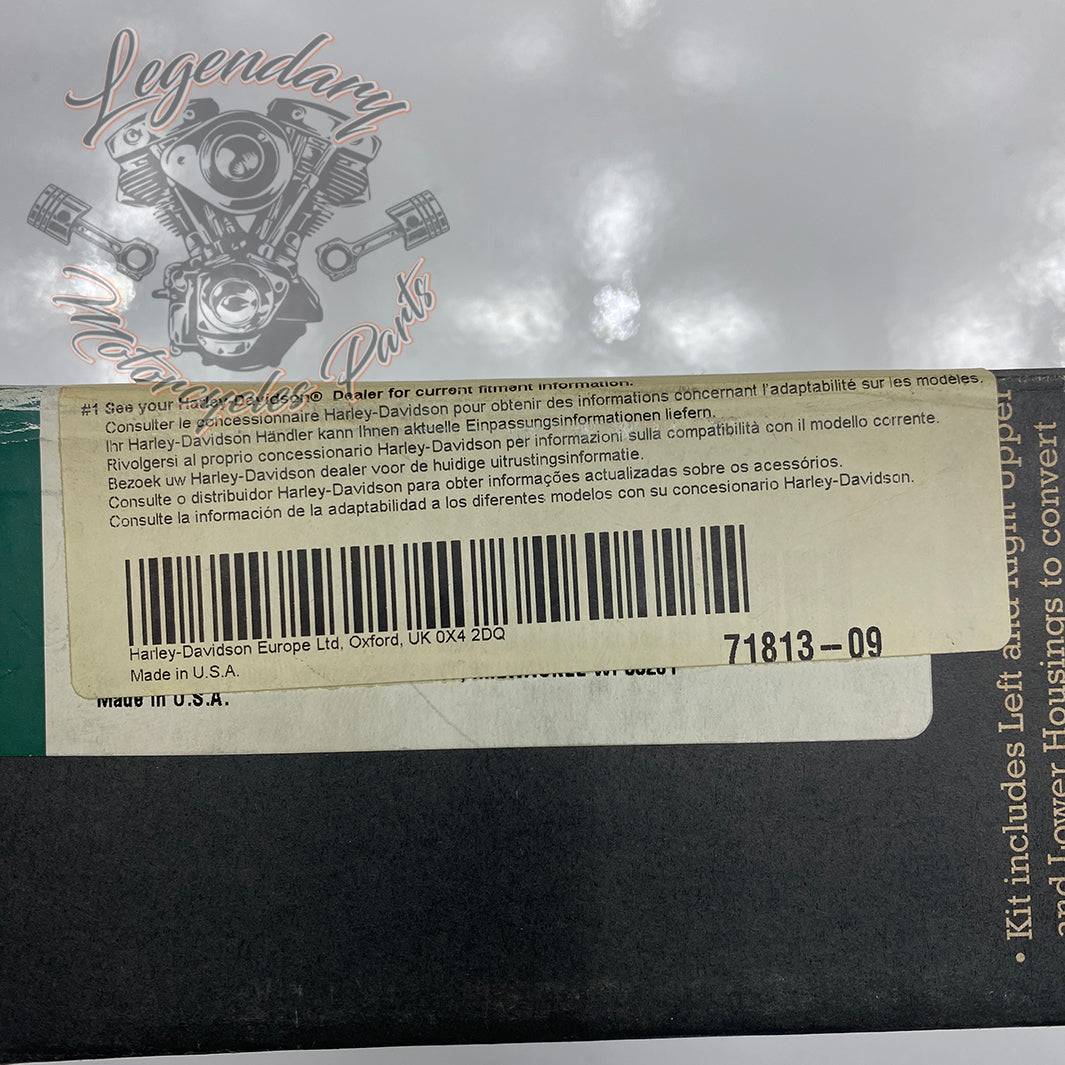 Legendary
Motorcycles Parts
#1 See your Harley-Davidson® Dealer for current fitment information.
Consulter le concessionnaire Harley-Davidson pour obtenir des informations concernant l'adaptabilité sur les modèles.
Ihr Harley-Davidson Händler kann Ihnen aktuelle Einpassungsinformationen liefern.
Rivolgersi al proprio concessionario Harley-Davidson per informazioni sulla compatibilità con il modello corrente.
Bezoek uw Harley-Davidson dealer voor de huidige uitrustingsinformatie.
Consulte o distribuidor Harley-Davidson para obter informações actualizadas sobre os acessórios.
Consulte la información de la adaptabilidad a los diferentes modelos con su concesionario Harley-Davidson.
Harley-Davidson Europe Ltd, Oxford, UK 0X4 2DQ
71813-09
Made in U.S.A.
Made in U.S.A.
• Kit includes Left and Right Upper
and Lower Housings to convert